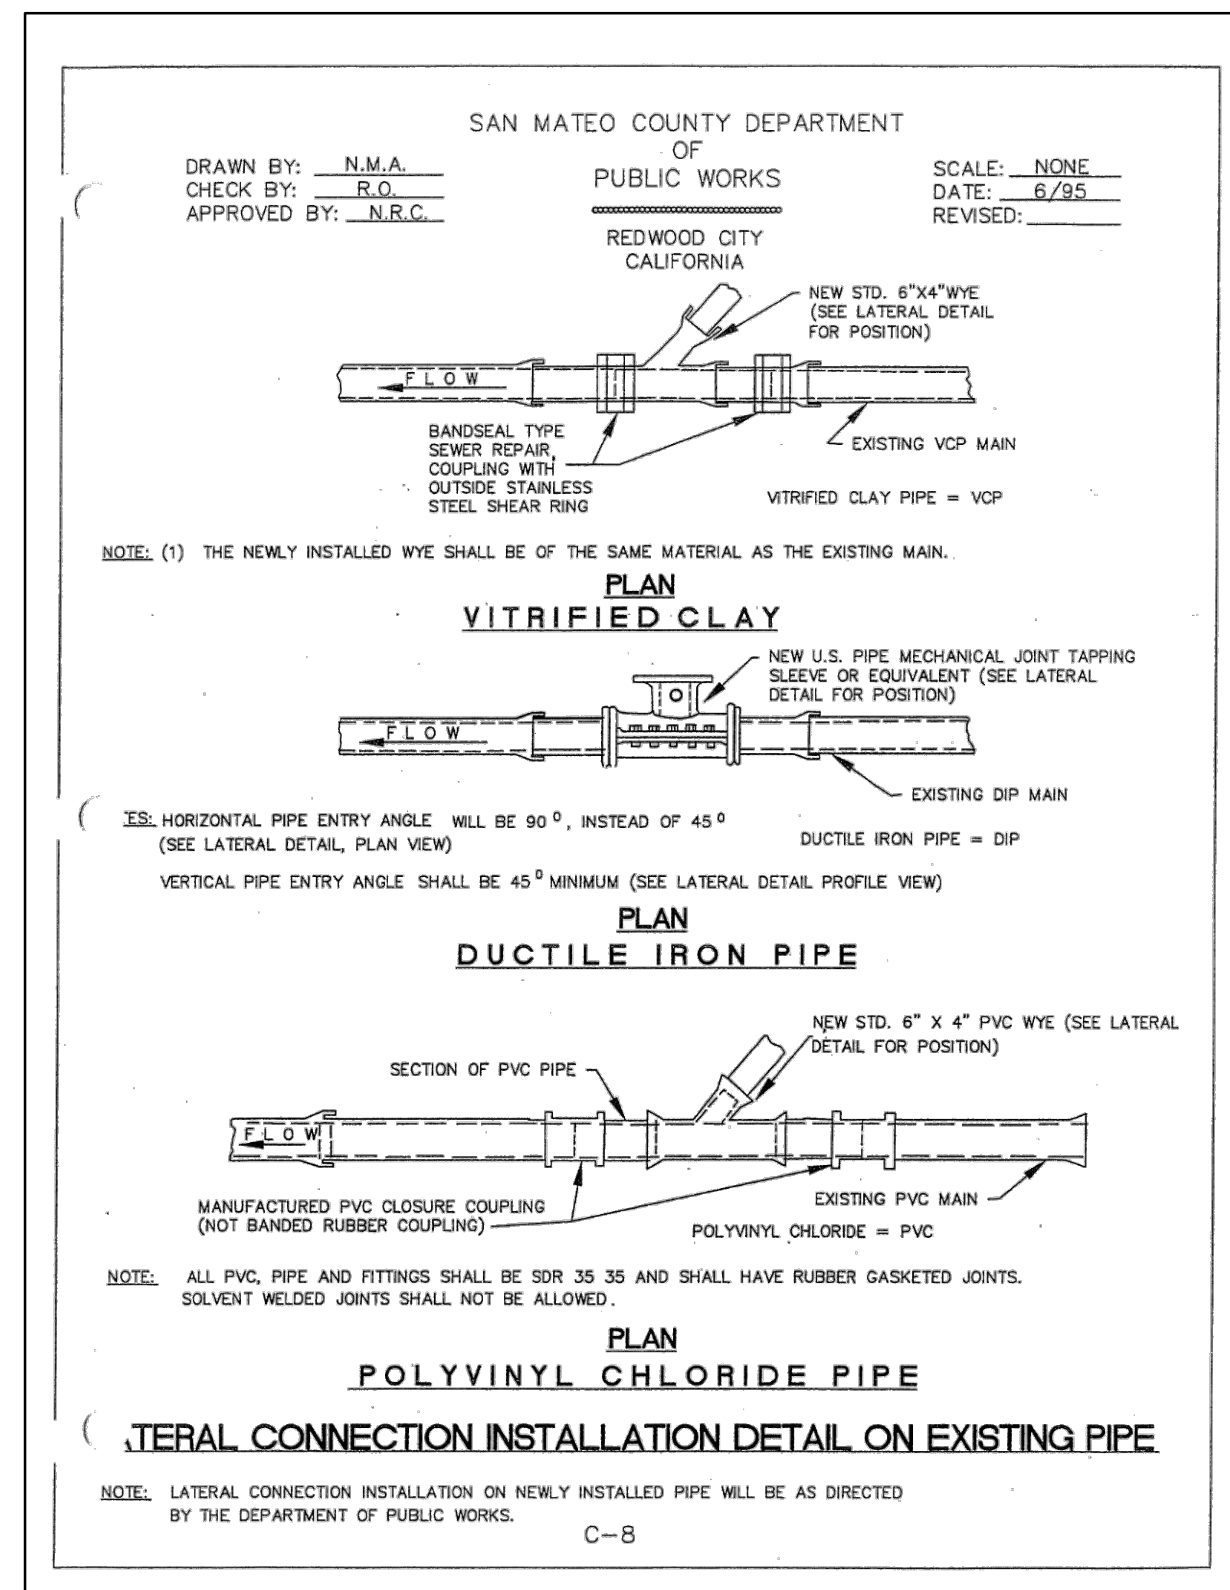 SAN MATEO COUNTY DEPARTMENT
OF
PUBLIC WORKS
REDWOOD CITY
CALIFORNIA
DRAWN BY: N.M.A.
CHECK BY: R.O.
APPROVED BY: N.R.C.
SCALE: NONE
DATE: 6/95
REVISED:
NEW STD. 6"X4"WYE
(SEE LATERAL DETAIL
FOR POSITION)
FLOW
BANDSEAL TYPE
SEWER REPAIR,
COUPLING WITH
OUTSIDE STAINLESS
STEEL SHEAR RING
EXISTING VCP MAIN
VITRIFIED CLAY PIPE = VCP
NOTE: (1) THE NEWLY INSTALLED WYE SHALL BE OF THE SAME MATERIAL AS THE EXISTING MAIN.
PLAN
VITRIFIED CLAY
NEW U.S. PIPE MECHANICAL JOINT TAPPING
SLEEVE OR EQUIVALENT (SEE LATERAL
DETAIL FOR POSITION)
FLOW
EXISTING DIP MAIN
DUCTILE IRON PIPE = DIP
ES: HORIZONTAL PIPE ENTRY ANGLE WILL BE 90°, INSTEAD OF 45°
(SEE LATERAL DETAIL, PLAN VIEW)
VERTICAL PIPE ENTRY ANGLE SHALL BE 45° MINIMUM (SEE LATERAL DETAIL PROFILE VIEW)
PLAN
DUCTILE IRON PIPE
NEW STD. 6" X 4" PVC WYE (SEE LATERAL
DETAIL FOR POSITION)
SECTION OF PVC PIPE
FLOW
MANUFACTURED PVC CLOSURE COUPLING
(NOT BANDED RUBBER COUPLING)
EXISTING PVC MAIN
POLYVINYL CHLORIDE = PVC
NOTE: ALL PVC, PIPE AND FITTINGS SHALL BE SDR 35 35 AND SHALL HAVE RUBBER GASKETED JOINTS.
SOLVENT WELDED JOINTS SHALL NOT BE ALLOWED.
PLAN
POLYVINYL CHLORIDE PIPE
TERAL CONNECTION INSTALLATION DETAIL ON EXISTING PIPE
NOTE: LATERAL CONNECTION INSTALLATION ON NEWLY INSTALLED PIPE WILL BE AS DIRECTED
BY THE DEPARTMENT OF PUBLIC WORKS.
C-8